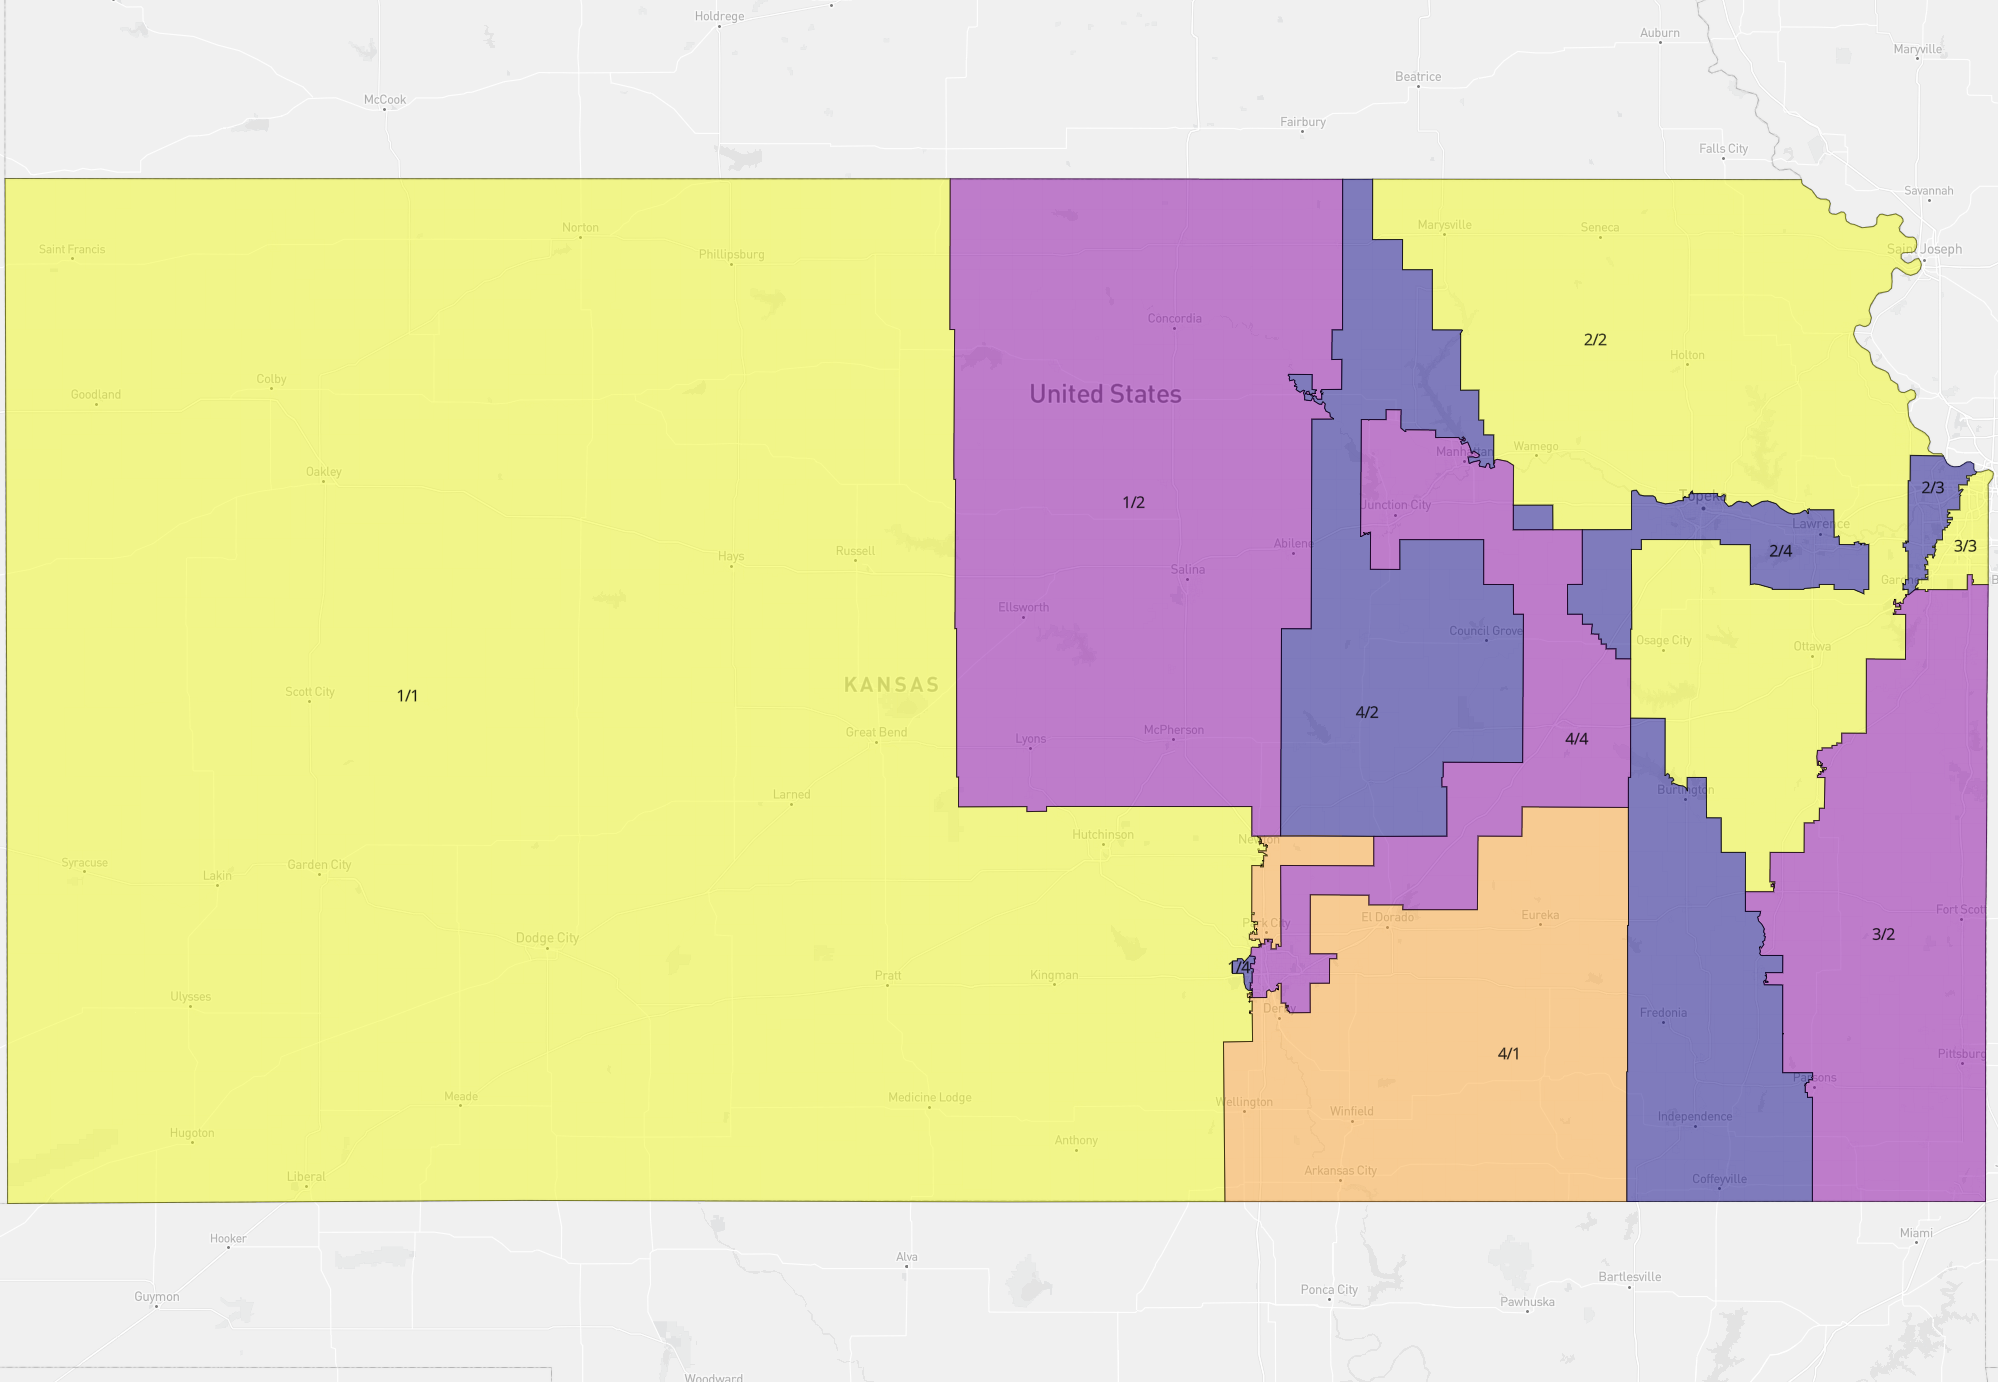 Holdrege
Auburn
Maryville
Beatrice
McCook
Fairbury
Falls City
Savannah
Norton
Marysville
Seneca
Saint Francis
Phillipsburg
Saint Joseph
Concordia
2/2
Holton
Colby
Goodland
United States
Wamego
Manhattan
Oakley
2/3
1/2
Topeka
Junction City
Lawrence
Abilene
3/3
Russell
Hays
2/4
Salina
Ellsworth
Council Grove
Osage City
Ottawa
KANSAS
Scott City
1/1
4/2
McPherson
Great Bend
Lyons
4/4
Burlington
Larned
Hutchinson
Newton
Syracuse
Garden City
Lakin
Park City
El Dorado
Eureka
Fort Scott
Dodge City
3/2
1/4
Pratt
Kingman
Ulysses
Derby
Fredonia
4/1
Pittsburg
Parsons
Meade
Medicine Lodge
Wellington
Winfield
Independence
Hugoton
Anthony
Liberal
Arkansas City
Coffeyville
Hooker
Miami
Alva
Bartlesville
Guymon
Ponca City
Pawhuska
Woodward